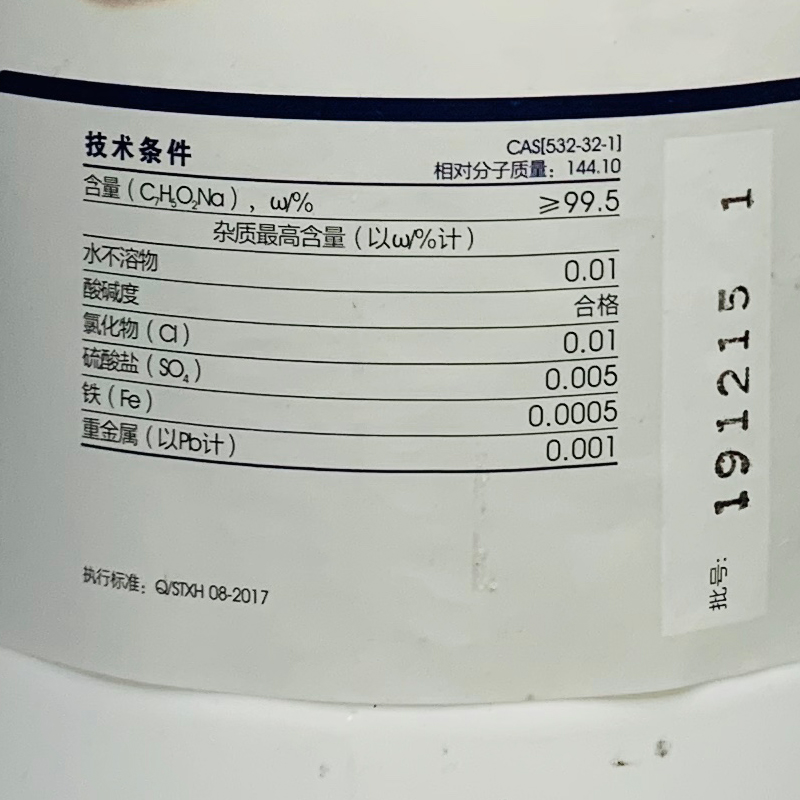 技术条件
CAS[532-32-1]
相对分子质量：144.10
含量（C₇H₅O₂Na），ω/% ≥99.5
杂质最高含量（以ω/%计）
水不溶物 0.01
酸碱度 合格
氯化物（Cl） 0.01
硫酸盐（SO₄） 0.005
铁（Fe） 0.0005
重金属（以Pb计） 0.001
执行标准：Q/STXH 08-2017
批号: 191215 1